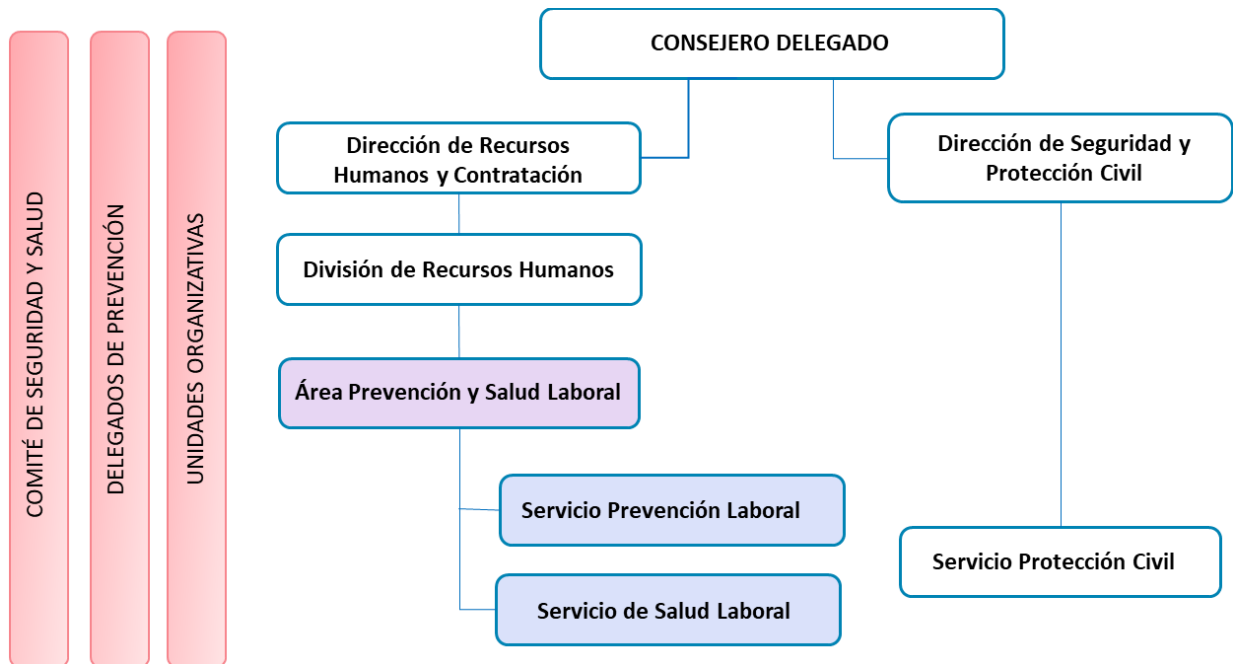 COMITÉ DE SEGURIDAD Y SALUD
DELEGADOS DE PREVENCIÓN
UNIDADES ORGANIZATIVAS
CONSEJERO DELEGADO
Dirección de Recursos
Humanos y Contratación
Dirección de Seguridad y
Protección Civil
División de Recursos Humanos
Área Prevención y Salud Laboral
Servicio Prevención Laboral
Servicio Protección Civil
Servicio de Salud Laboral